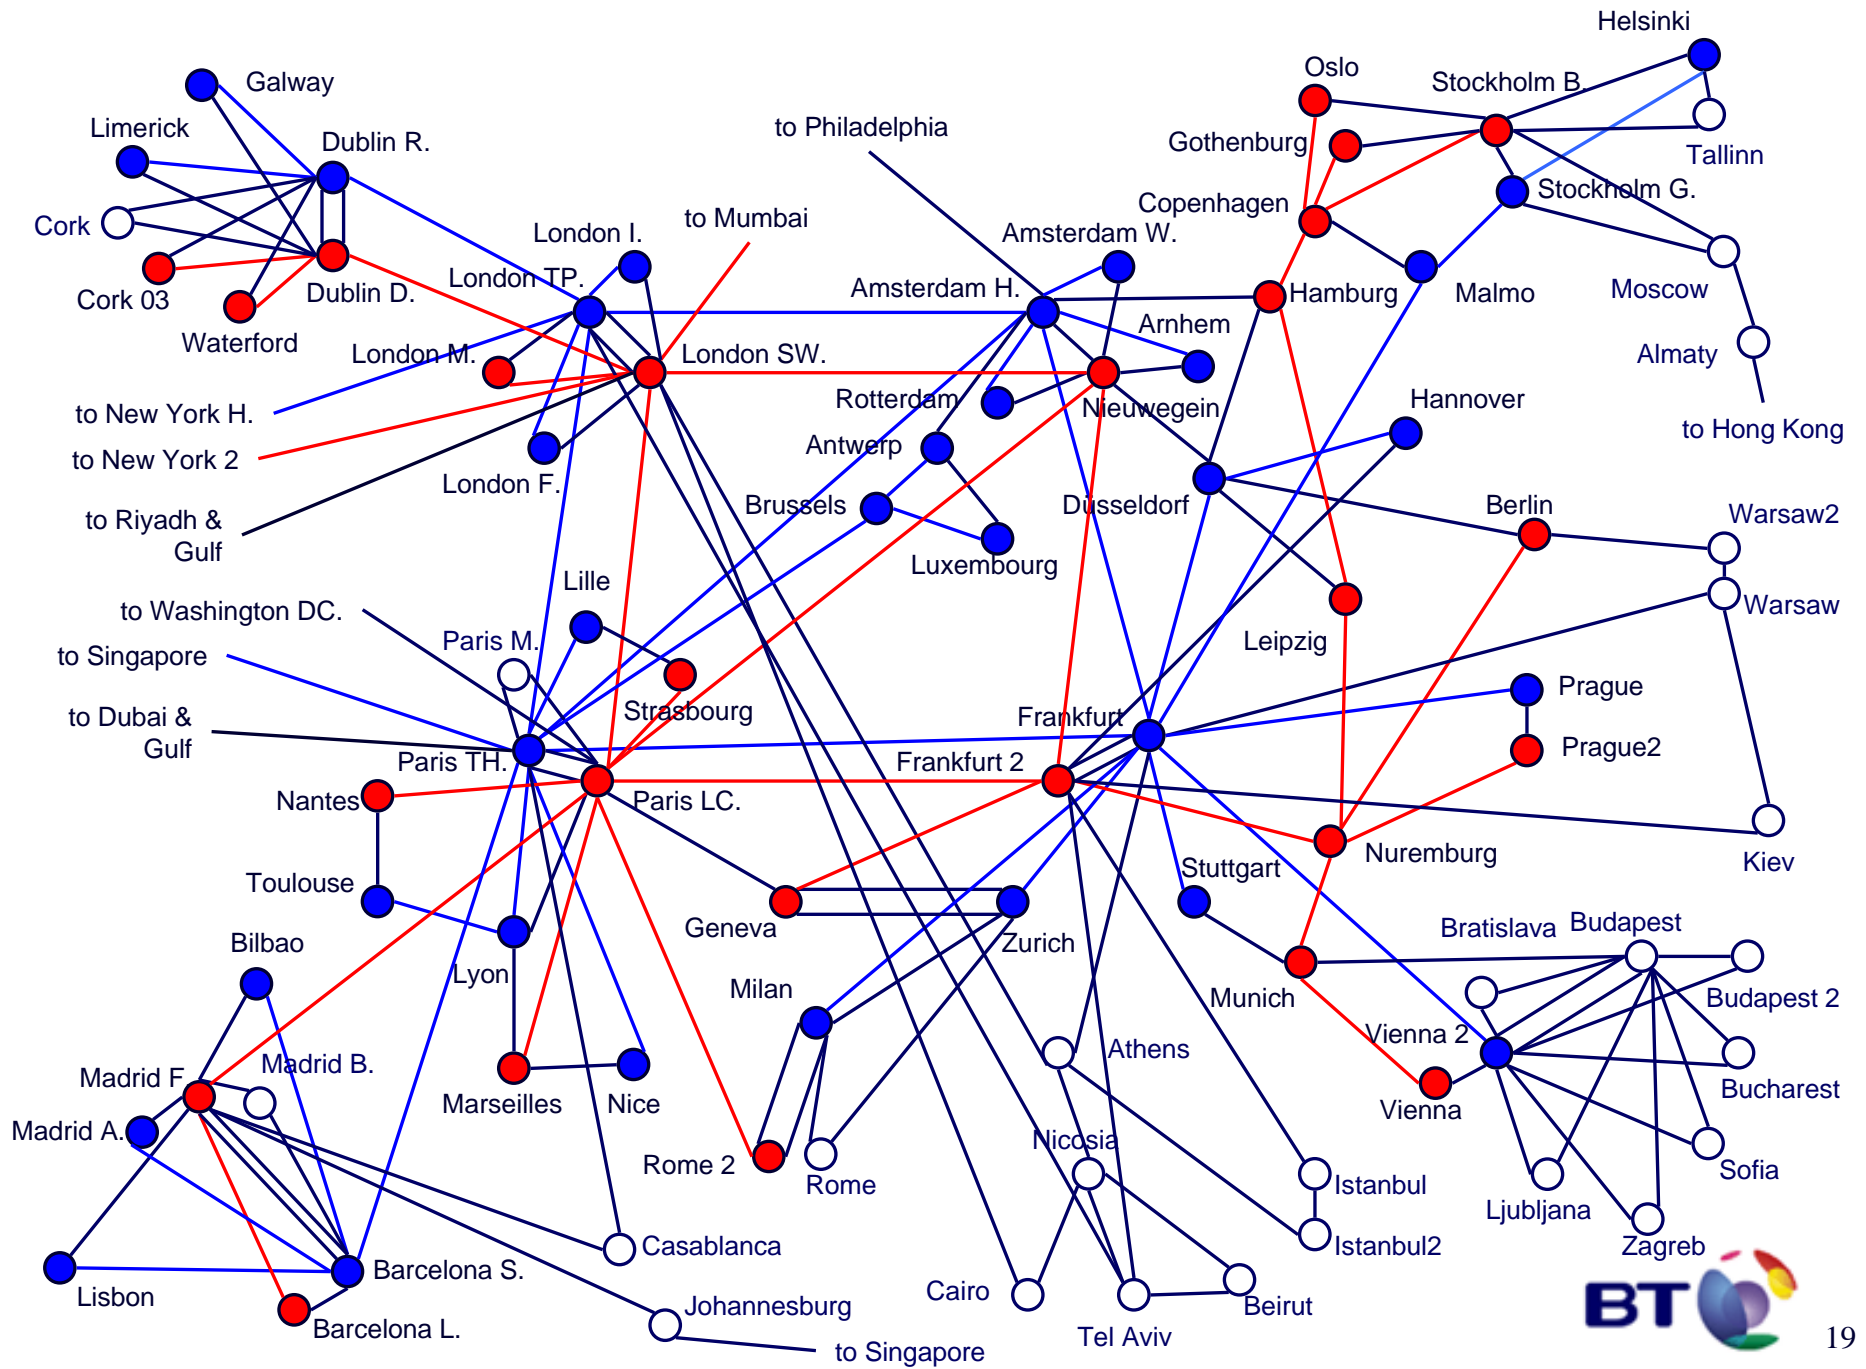 Helsinki
Galway
Oslo
Stockholm B.
Limerick
Dublin R.
to Philadelphia
Gothenburg
Tallinn
Stockholm G.
Cork
to Mumbai
Copenhagen
London I.
Amsterdam W.
London TP.
Cork 03
Dublin D.
Amsterdam H.
Hamburg
Malmo
Moscow
Arnhem
Waterford
London M.
London SW.
Almaty
to New York H.
Rotterdam
Nieuwegein
Hannover
to Hong Kong
to New York 2
Antwerp
London F.
Brussels
Düsseldorf
Berlin
Warsaw2
to Riyadh &
Gulf
Luxembourg
Lille
to Washington DC.
Warsaw
Paris M.
Leipzig
to Singapore
Prague
Strasbourg
Frankfurt
to Dubai &
Gulf
Paris TH.
Frankfurt 2
Prague2
Nantes
Paris LC.
Nuremburg
Kiev
Stuttgart
Toulouse
Geneva
Zurich
Bratislava
Budapest
Bilbao
Lyon
Milan
Munich
Budapest 2
Vienna 2
Athens
Madrid B.
Madrid F.
Bucharest
Marseilles
Nice
Vienna
Madrid A.
Nicosia
Rome 2
Rome
Istanbul
Sofia
Ljubljana
Casablanca
Istanbul2
Zagreb
Barcelona S.
Lisbon
Cairo
Beirut
Johannesburg
BT
Barcelona L.
Tel Aviv
to Singapore
19